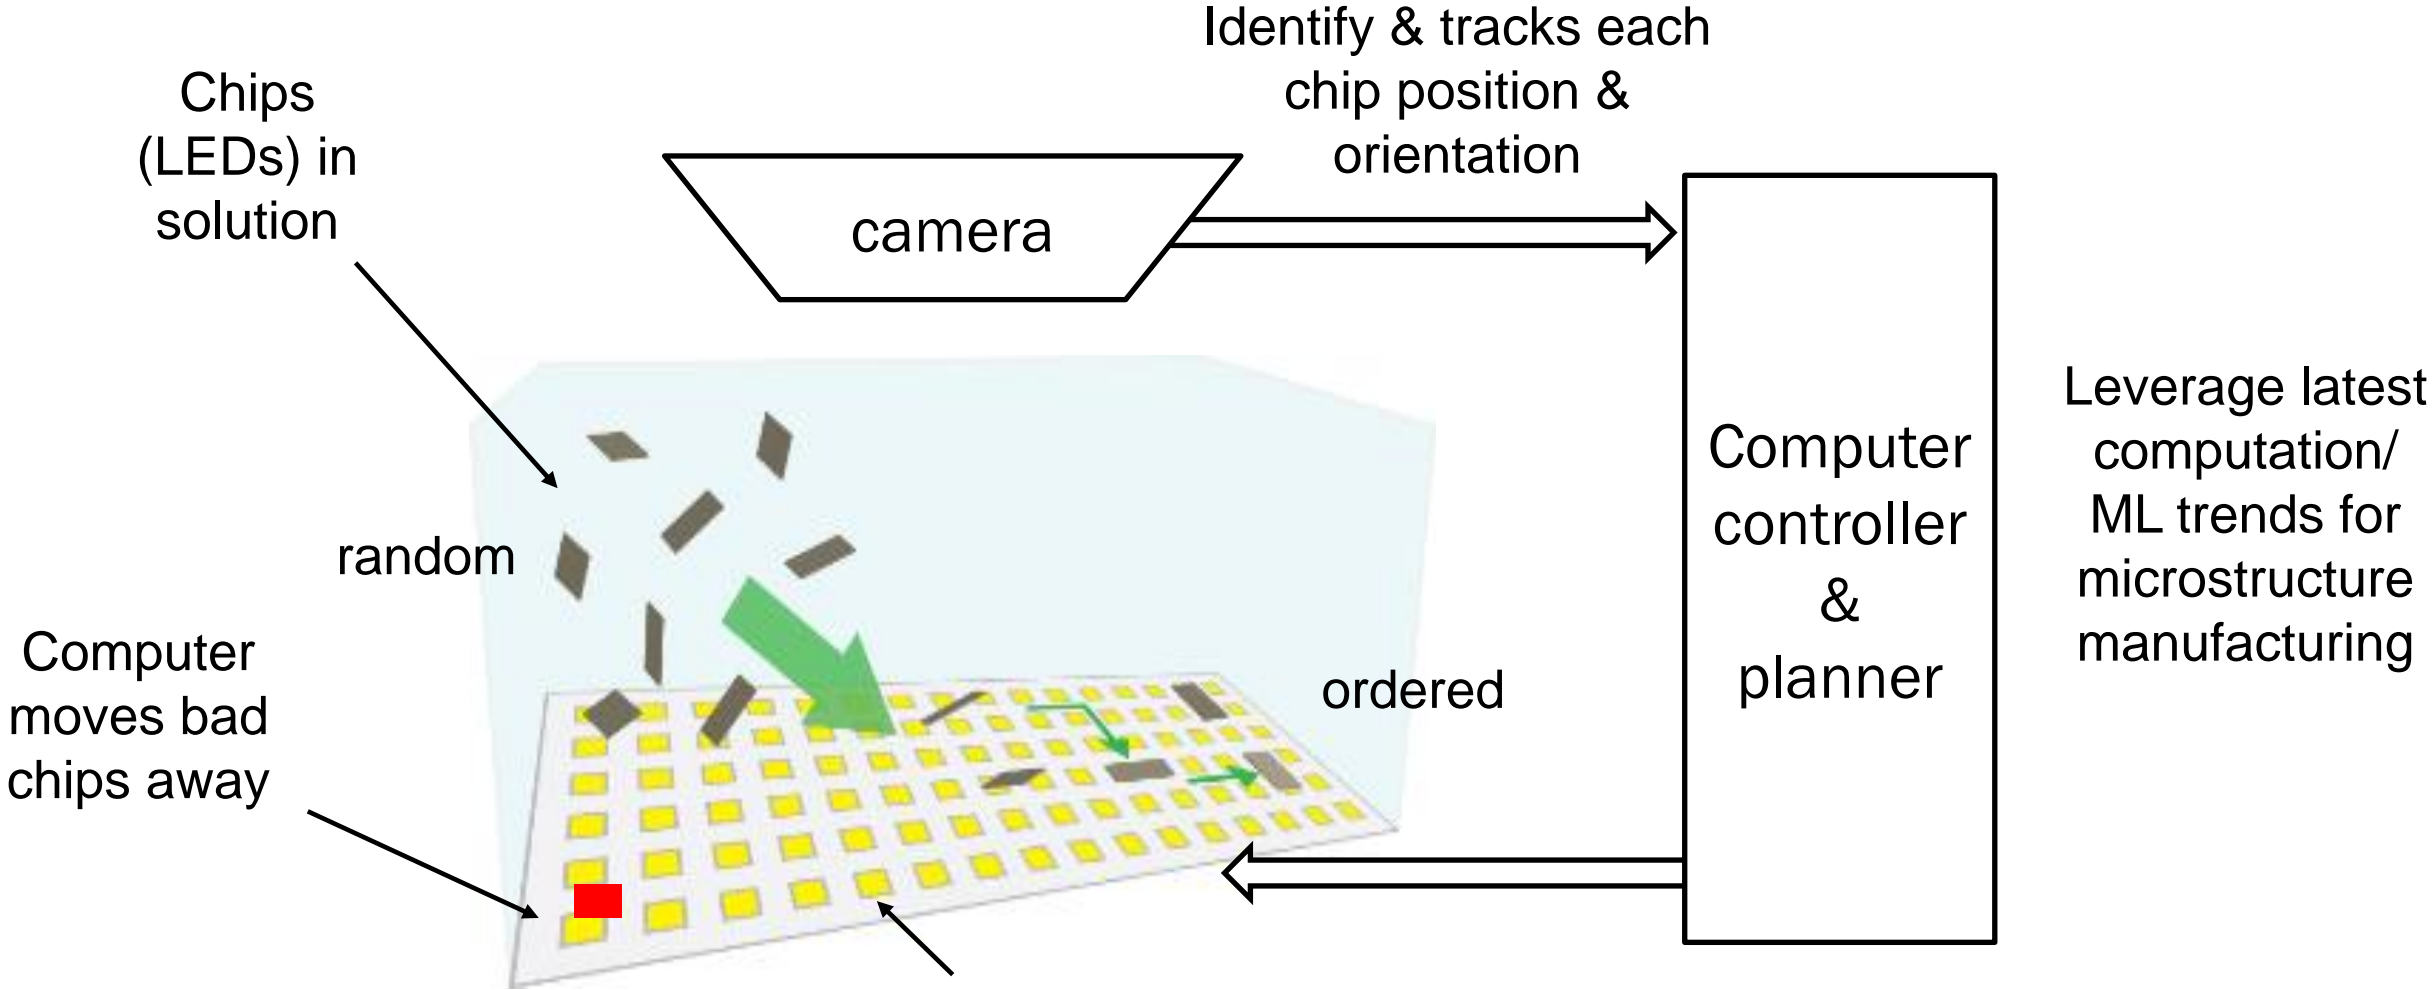 Identify & tracks each
chip position &
orientation
Chips
(LEDs) in
solution
camera
Computer
controller
&
planner
Leverage latest
computation/
ML trends for
microstructure
manufacturing
random
Computer
moves bad
chips away
ordered